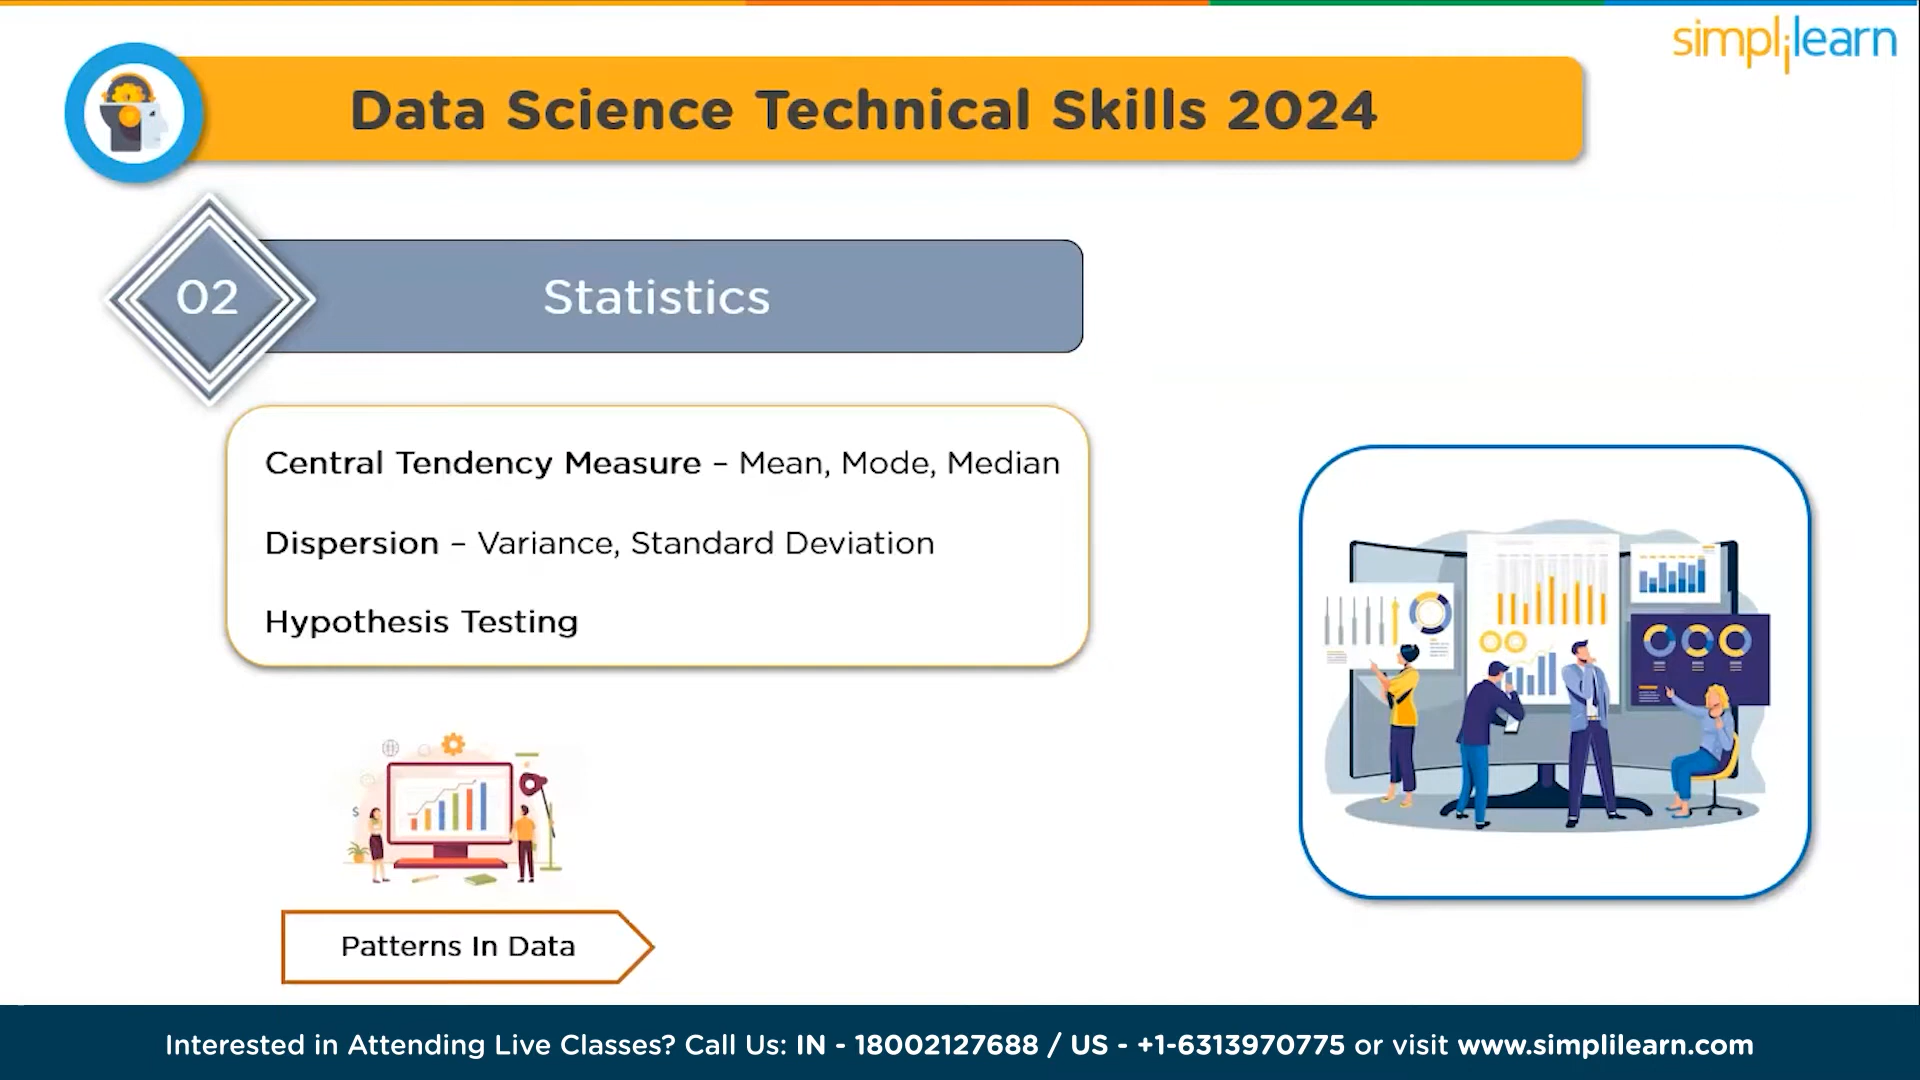 simplilearn
Data Science Technical Skills 2024
02
Statistics
Central Tendency Measure – Mean, Mode, Median
Dispersion – Variance, Standard Deviation
Hypothesis Testing
Patterns In Data
Interested in Attending Live Classes? Call Us: IN - 18002127688 / US - +1-6313970775 or visit www.simplilearn.com